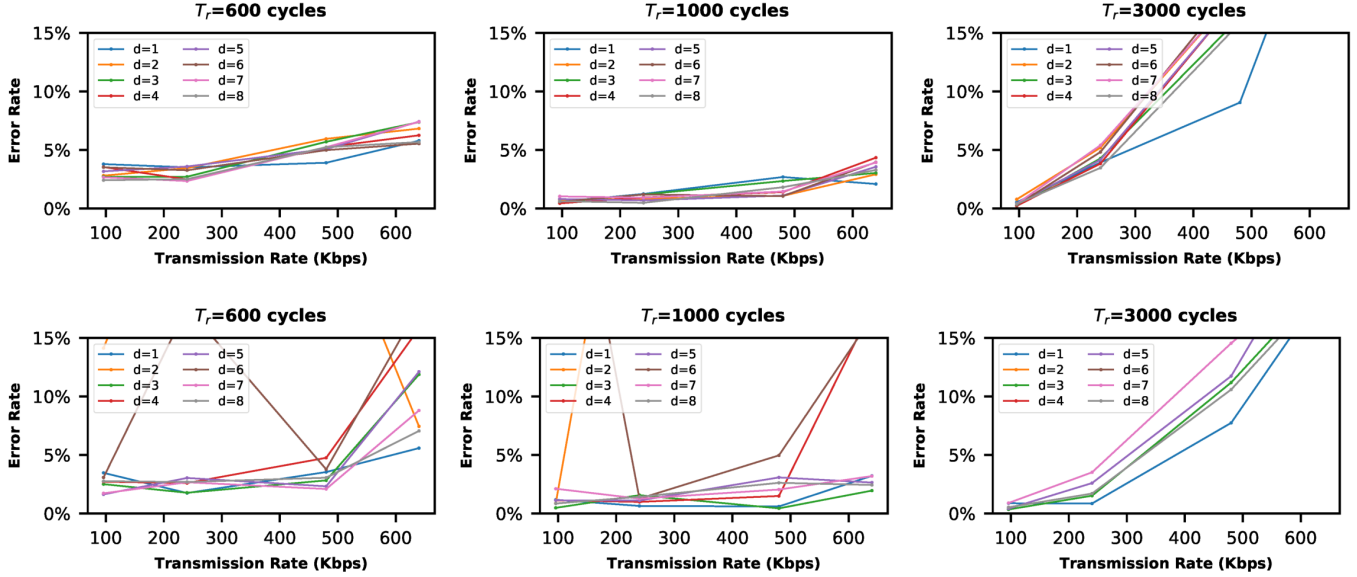 T_r=600 cycles
15%
10%
5%
0%
Error Rate
d=1 d=5
d=2 d=6
d=3 d=7
d=4 d=8
100 200 300 400 500 600
Transmission Rate (Kbps)
T_r=1000 cycles
15%
10%
5%
0%
Error Rate
d=1 d=5
d=2 d=6
d=3 d=7
d=4 d=8
100 200 300 400 500 600
Transmission Rate (Kbps)
T_r=3000 cycles
15%
10%
5%
0%
Error Rate
d=1 d=5
d=2 d=6
d=3 d=7
d=4 d=8
100 200 300 400 500 600
Transmission Rate (Kbps)
T_r=600 cycles
15%
10%
5%
0%
Error Rate
d=1 d=5
d=2 d=6
d=3 d=7
d=4 d=8
100 200 300 400 500 600
Transmission Rate (Kbps)
T_r=1000 cycles
15%
10%
5%
0%
Error Rate
d=1 d=5
d=2 d=6
d=3 d=7
d=4 d=8
100 200 300 400 500 600
Transmission Rate (Kbps)
T_r=3000 cycles
15%
10%
5%
0%
Error Rate
d=1 d=5
d=2 d=6
d=3 d=7
d=4 d=8
100 200 300 400 500 600
Transmission Rate (Kbps)